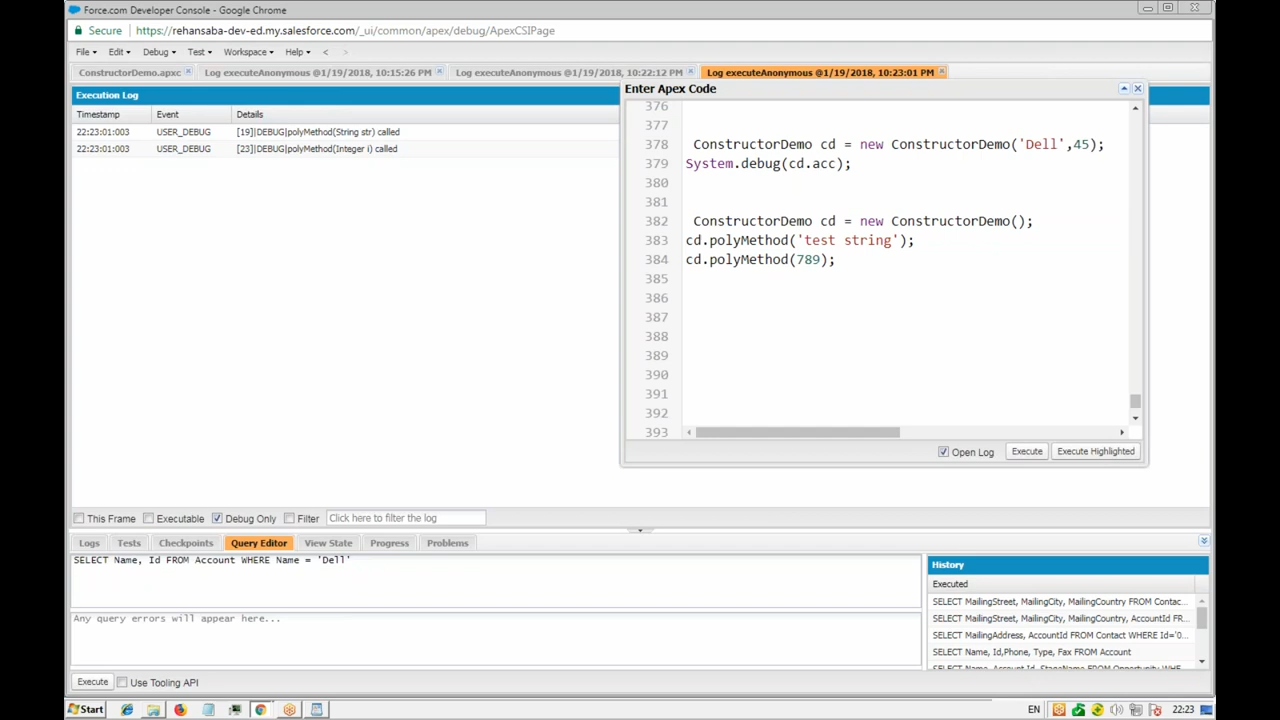 Force.com Developer Console - Google Chrome
Secure https://rehansaba-dev-ed.my.salesforce.com/_ui/common/apex/debug/ApexCSIPage
File Edit Debug Test Workspace Help < >
ConstructorDemo.apxc Log executeAnonymous @1/19/2018, 10:15:26 PM Log executeAnonymous @1/19/2018, 10:22:12 PM Log executeAnonymous @1/19/2018, 10:23:01 PM
Execution Log
Timestamp Event Details
22:23:01:003 USER_DEBUG [19]|DEBUG|polyMethod(String str) called
22:23:01:003 USER_DEBUG [23]|DEBUG|polyMethod(Integer i) called
Enter Apex Code
376
377
378 ConstructorDemo cd = new ConstructorDemo('Dell',45);
379 System.debug(cd.acc);
380
381
382 ConstructorDemo cd = new ConstructorDemo();
383 cd.polyMethod('test string');
384 cd.polyMethod(789);
385
386
387
388
389
390
391
392
393
Open Log Execute Execute Highlighted
This Frame Executable Debug Only Filter Click here to filter the log
Logs Tests Checkpoints Query Editor View State Progress Problems
SELECT Name, Id FROM Account WHERE Name = 'Dell'
Any query errors will appear here...
Execute Use Tooling API
History
Executed
SELECT MailingStreet, MailingCity, MailingCountry FROM Contac...
SELECT MailingStreet, MailingCity, MailingCountry, AccountId FR...
SELECT MailingAddress, AccountId FROM Contact WHERE Id='0...
SELECT Name, Id,Phone, Type, Fax FROM Account
SELECT Name, Account.Id, StageName FROM Opportunity WHE...
Start EN 22:23